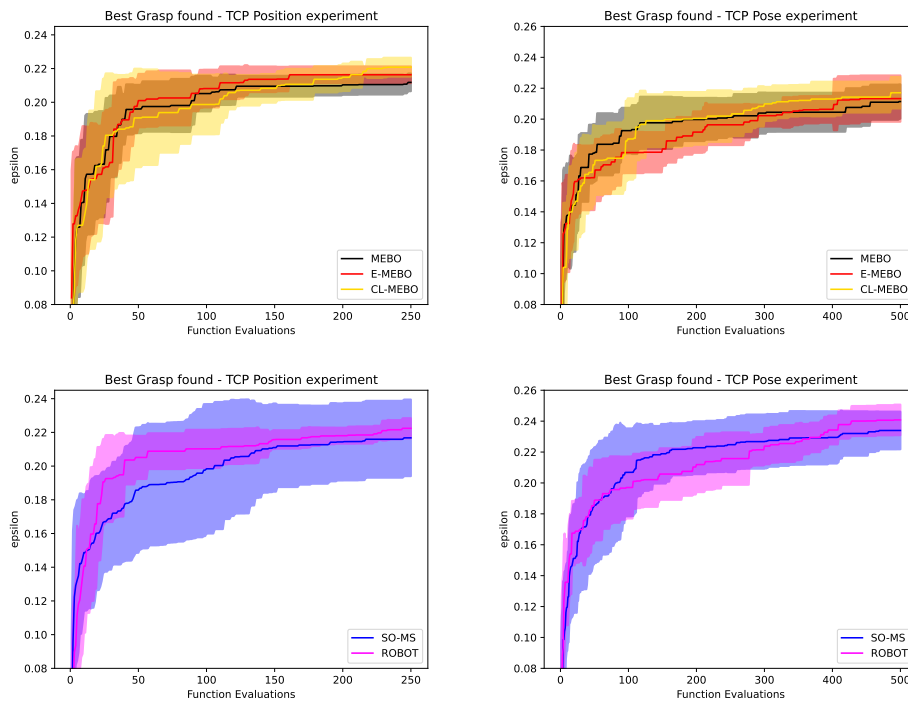 Best Grasp found - TCP Position experiment
epsilon
0.24
0.22
0.20
0.18
0.16
0.14
0.12
0.10
0.08
0
50
100
150
200
250
Function Evaluations
MEBO
E-MEBO
CL-MEBO
Best Grasp found - TCP Pose experiment
epsilon
0.26
0.24
0.22
0.20
0.18
0.16
0.14
0.12
0.10
0.08
0
100
200
300
400
500
Function Evaluations
MEBO
E-MEBO
CL-MEBO
Best Grasp found - TCP Position experiment
epsilon
0.24
0.22
0.20
0.18
0.16
0.14
0.12
0.10
0.08
0
50
100
150
200
250
Function Evaluations
SO-MS
ROBOT
Best Grasp found - TCP Pose experiment
epsilon
0.26
0.24
0.22
0.20
0.18
0.16
0.14
0.12
0.10
0.08
0
100
200
300
400
500
Function Evaluations
SO-MS
ROBOT